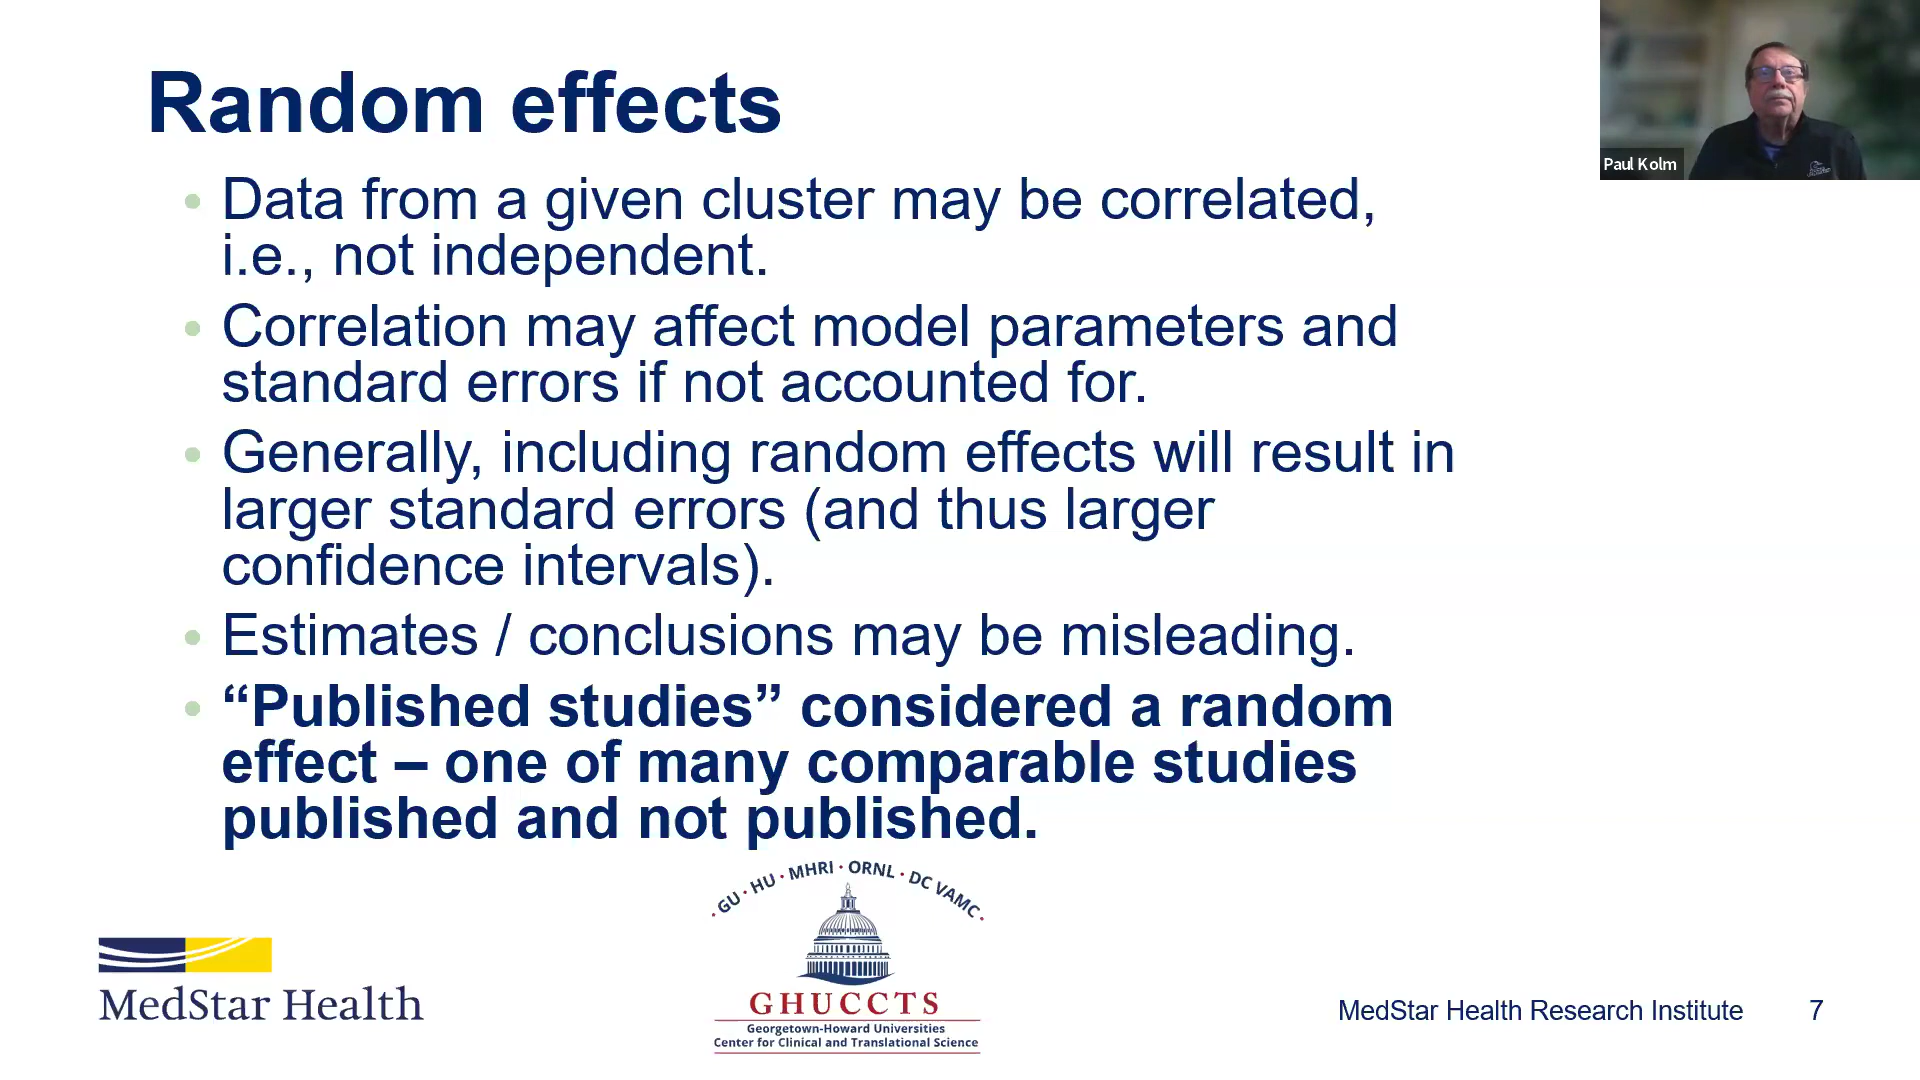 Random effects
Paul Kolm
• Data from a given cluster may be correlated,
i.e., not independent.
• Correlation may affect model parameters and
standard errors if not accounted for.
• Generally, including random effects will result in
larger standard errors (and thus larger
confidence intervals).
• Estimates / conclusions may be misleading.
• “Published studies” considered a random
effect – one of many comparable studies
published and not published.
· GU · HU · MHRI · ORNL · DC VAMC ·
MedStar Health
GHUCCTS
Georgetown-Howard Universities
Center for Clinical and Translational Science
MedStar Health Research Institute 7